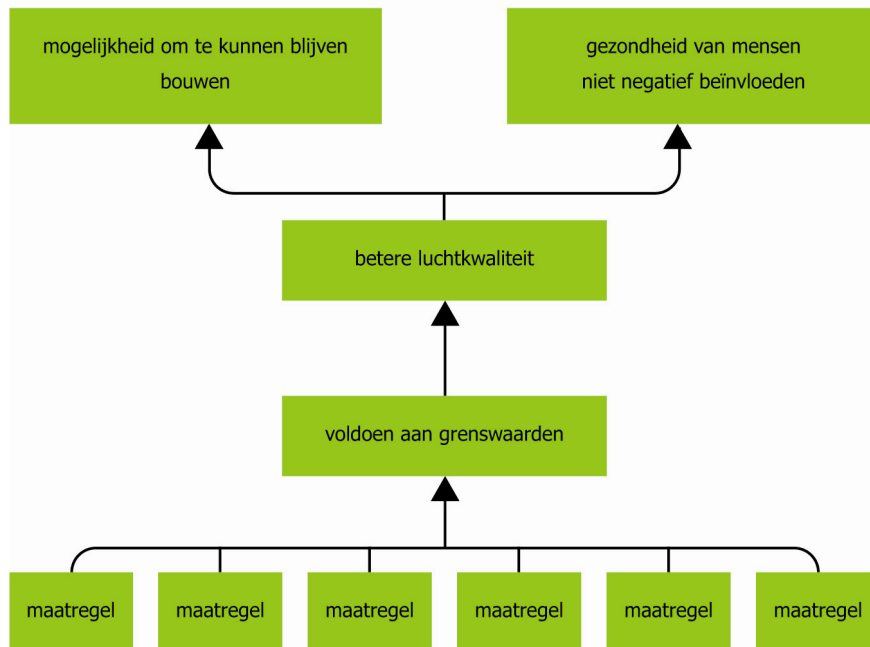 mogelijkheid om te kunnen blijven
bouwen
gezondheid van mensen
niet negatief beïnvloeden
betere luchtkwaliteit
voldoen aan grenswaarden
maatregel
maatregel
maatregel
maatregel
maatregel
maatregel